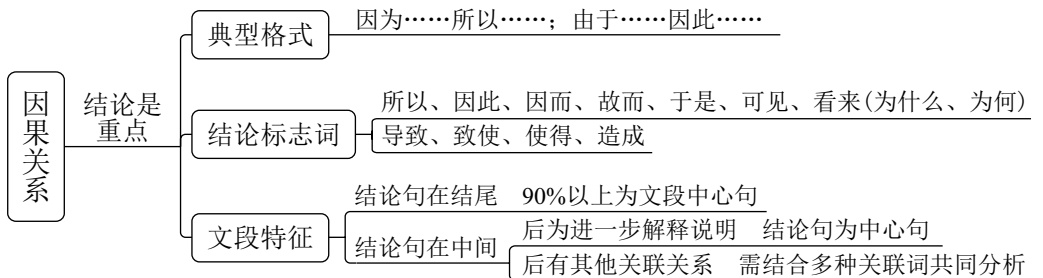 因果关系
结论是
重点
典型格式
因为……所以……；由于……因此……
结论标志词
所以、因此、因而、故而、于是、可见、看来(为什么、为何)
导致、致使、使得、造成
文段特征
结论句在结尾 90%以上为文段中心句
结论句在中间
后为进一步解释说明 结论句为中心句
后有其他关联关系 需结合多种关联词共同分析